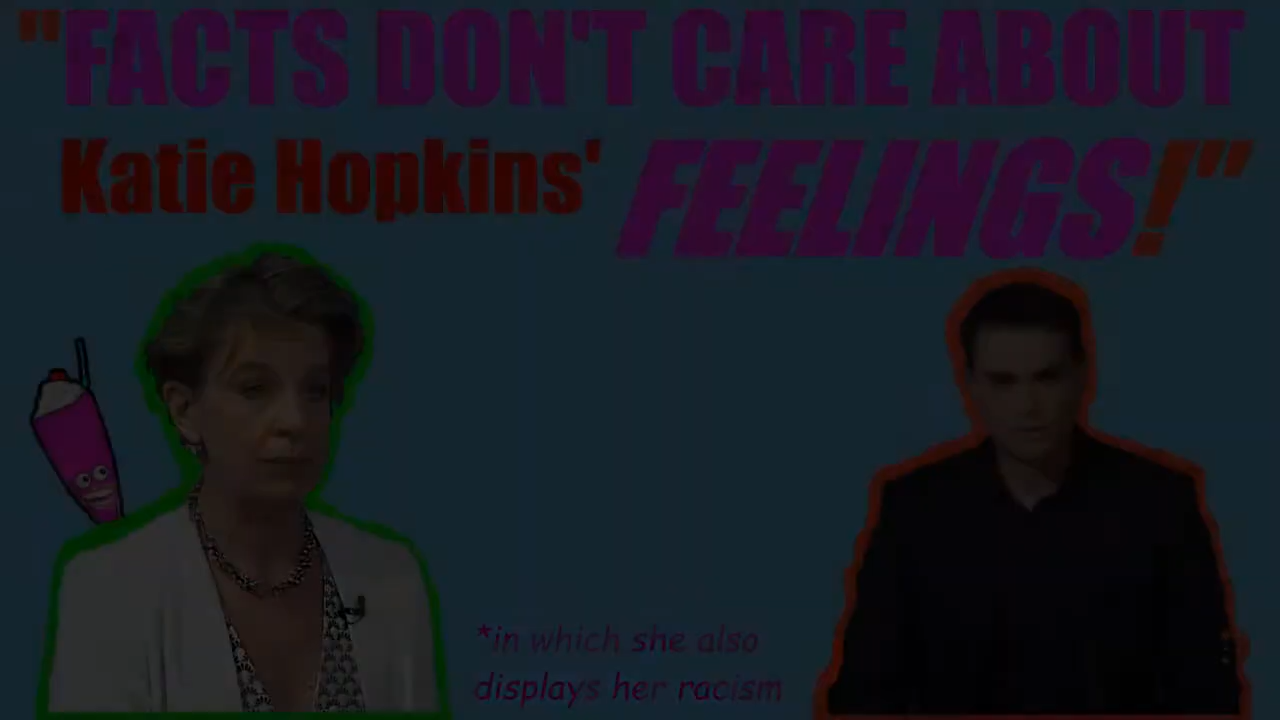 "FACTS DON'T CARE ABOUT
Katie Hopkins' FEELINGS!"
*in which she also
displays her racism